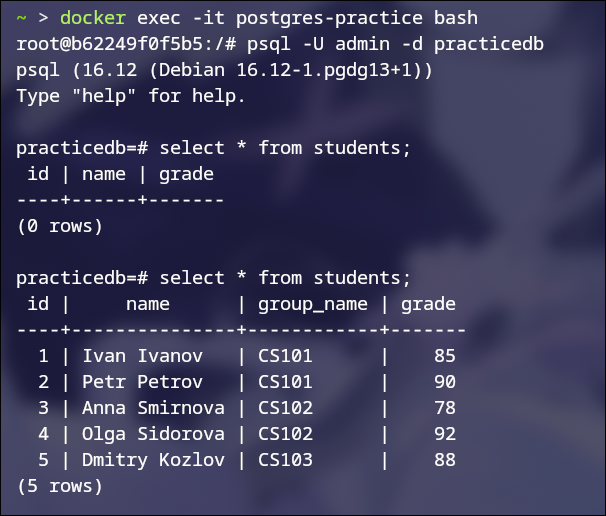 ~ > docker exec -it postgres-practice bash
root@b62249f0f5b5:/# psql -U admin -d practicedb
psql (16.12 (Debian 16.12-1.pgdg13+1))
Type "help" for help.

practicedb=# select * from students;
 id | name | grade
----+------+-------
(0 rows)

practicedb=# select * from students;
 id |     name      | group_name | grade
----+---------------+------------+-------
  1 | Ivan Ivanov   | CS101      |    85
  2 | Petr Petrov   | CS101      |    90
  3 | Anna Smirnova | CS102      |    78
  4 | Olga Sidorova | CS102      |    92
  5 | Dmitry Kozlov | CS103      |    88
(5 rows)